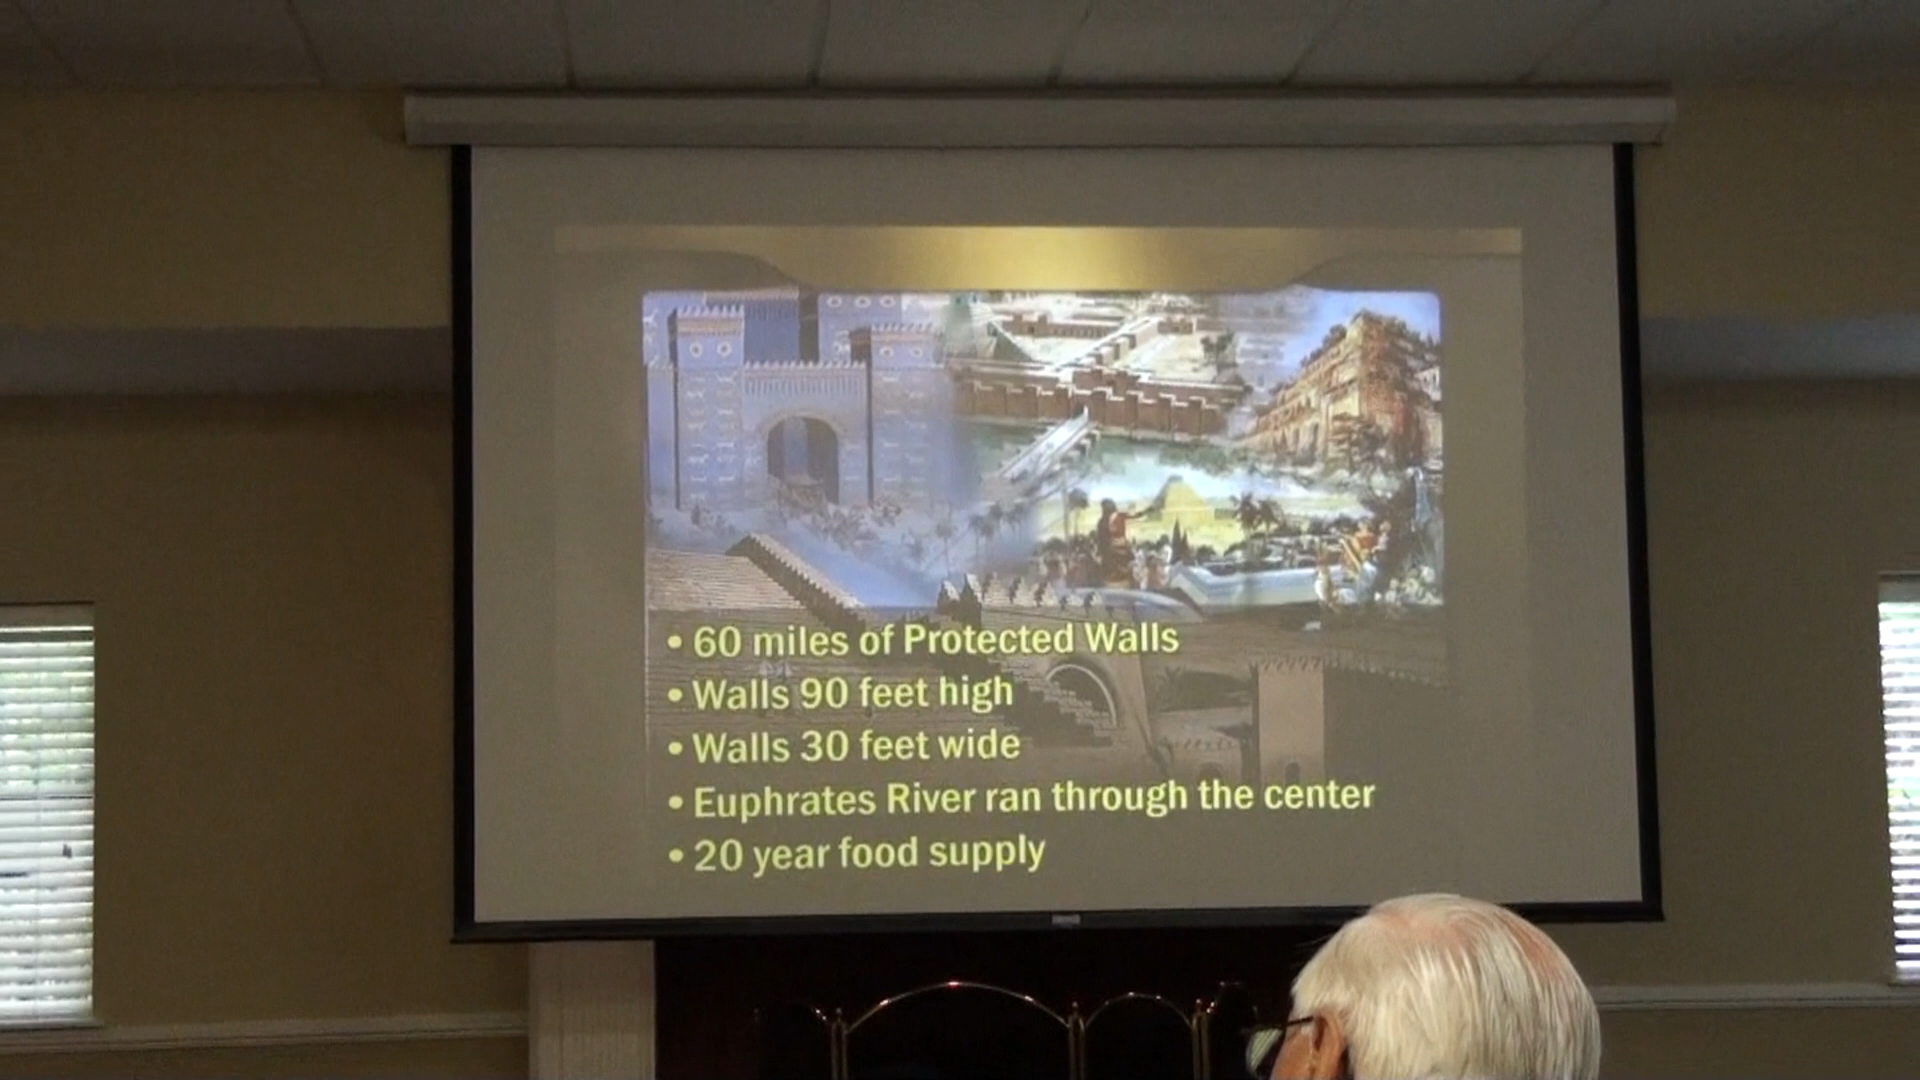 • 60 miles of Protected Walls
• Walls 90 feet high
• Walls 30 feet wide
• Euphrates River ran through the center
• 20 year food supply